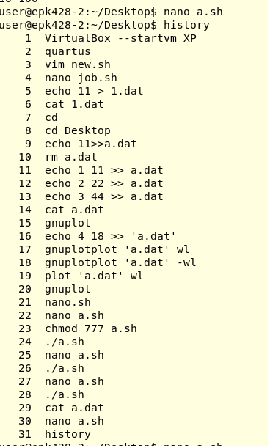 user@epk428-2:~/Desktop$ nano a.sh
user@epk428-2:~/Desktop$ history
1 VirtualBox --startvm XP
2 quartus
3 vim new.sh
4 nano job.sh
5 echo 11 > 1.dat
6 cat 1.dat
7 cd
8 cd Desktop
9 echo 11>>a.dat
10 rm a.dat
11 echo 1 11 >> a.dat
12 echo 2 22 >> a.dat
13 echo 3 44 >> a.dat
14 cat a.dat
15 gnuplot
16 echo 4 18 >> 'a.dat'
17 gnuplotplot 'a.dat' wl
18 gnuplotplot 'a.dat' -wl
19 plot 'a.dat' wl
20 gnuplot
21 nano.sh
22 nano a.sh
23 chmod 777 a.sh
24 ./a.sh
25 nano a.sh
26 ./a.sh
27 nano a.sh
28 ./a.sh
29 cat a.dat
30 nano a.sh
31 history